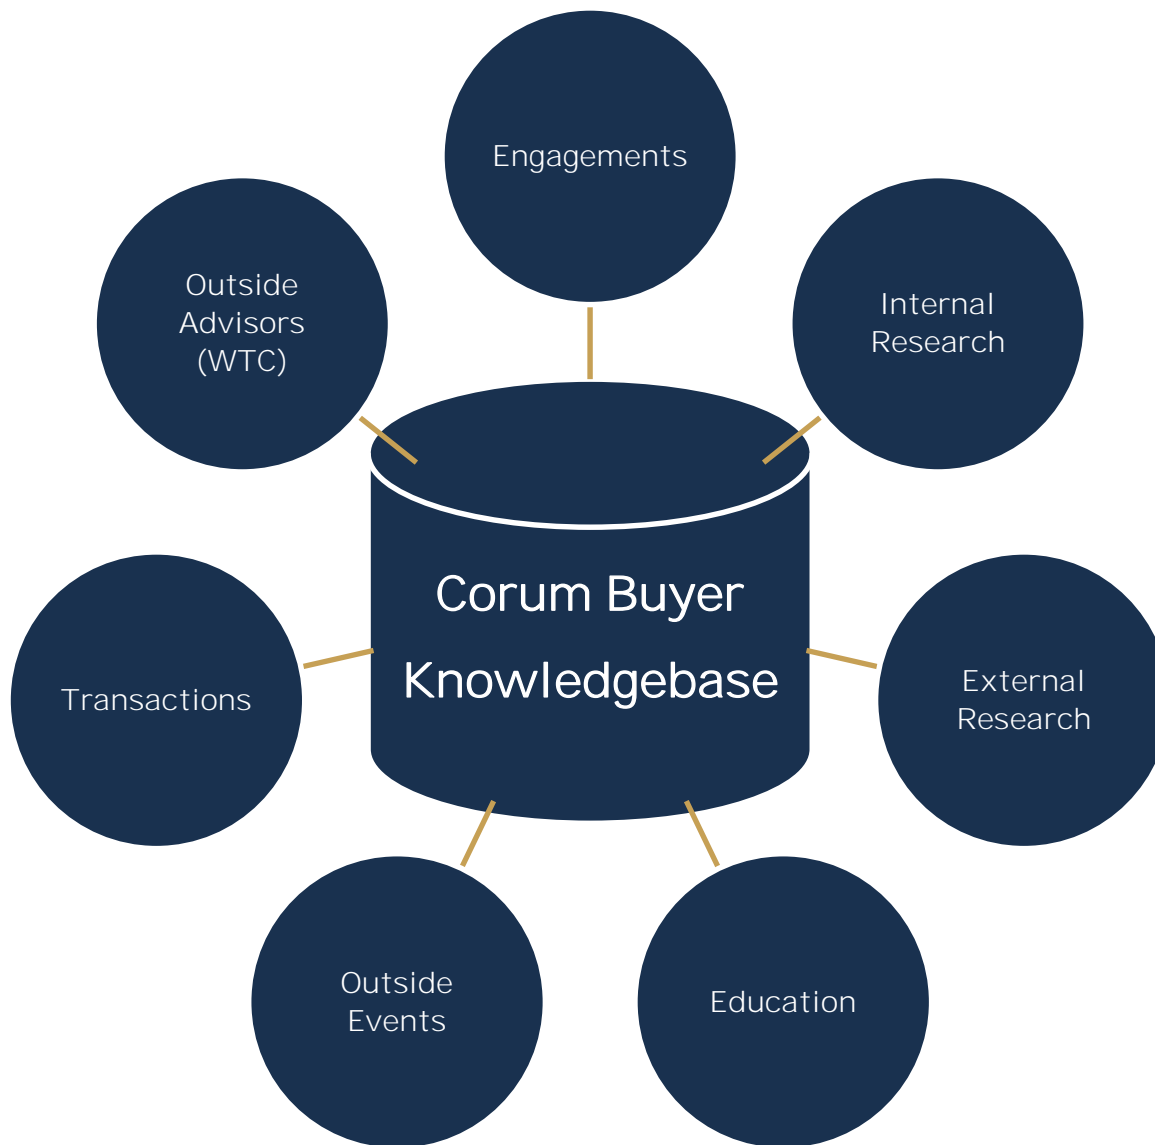 Engagements
Outside
Advisors
(WTC)
Internal
Research
Corum Buyer
Knowledgebase
Transactions
External
Research
Outside
Events
Education